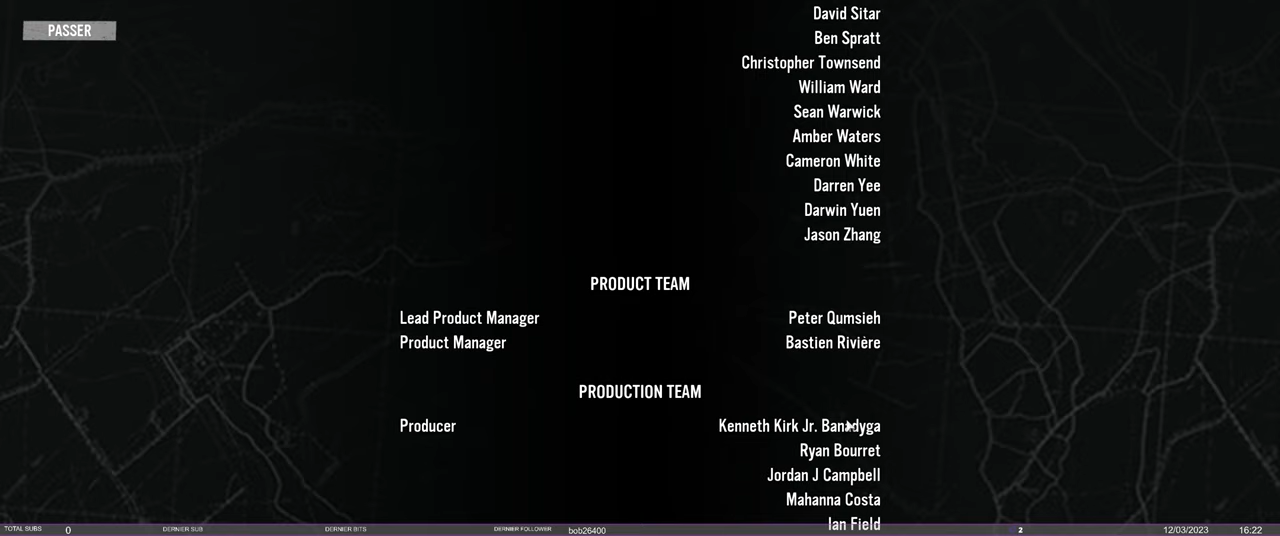 PASSER
David Sitar
Ben Spratt
Christopher Townsend
William Ward
Sean Warwick
Amber Waters
Cameron White
Darren Yee
Darwin Yuen
Jason Zhang
PRODUCT TEAM
Lead Product Manager Peter Qumsieh
Product Manager Bastien Rivière
PRODUCTION TEAM
Producer Kenneth Kirk Jr. Banadyga
Ryan Bourret
Jordan J Campbell
Mahanna Costa
Ian Field
TOTAL SUBS 0 DERNIER SUB DERNIER BITS DERNIER FOLLOWER bob26400 2 12/03/2023 16:22